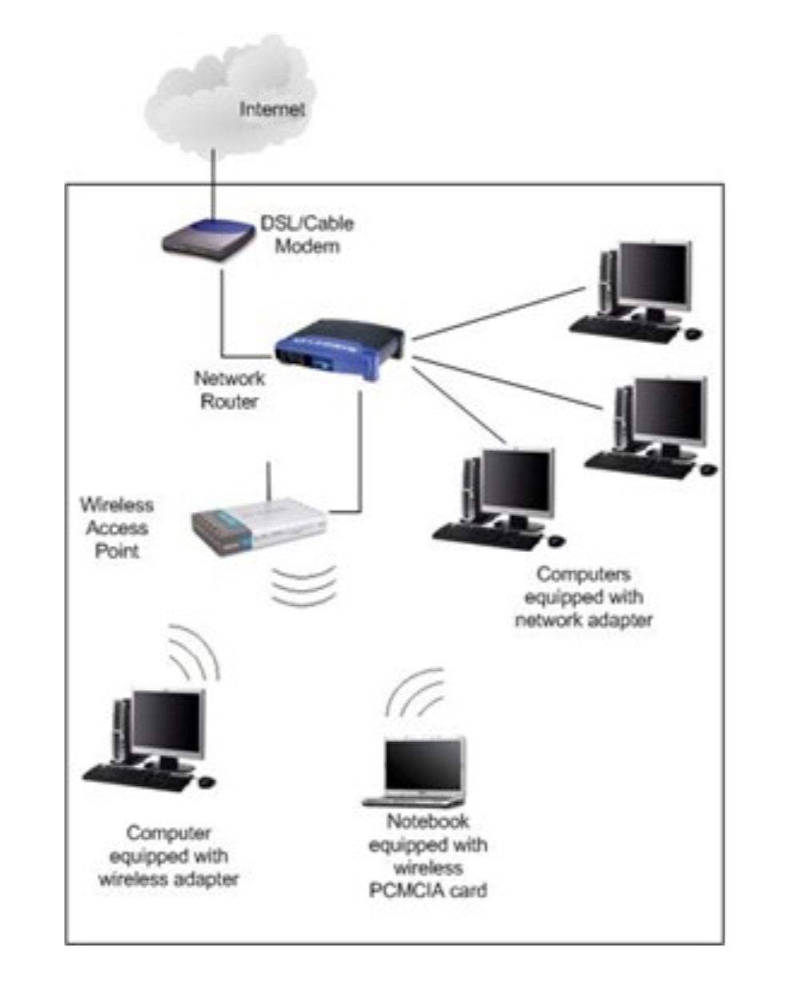 Internet
DSL/Cable
Modem
Network
Router
Wireless
Access
Point
Computers
equipped with
network adapter
Computer
equipped with
wireless adapter
Notebook
equipped with
wireless
PCMCIA card